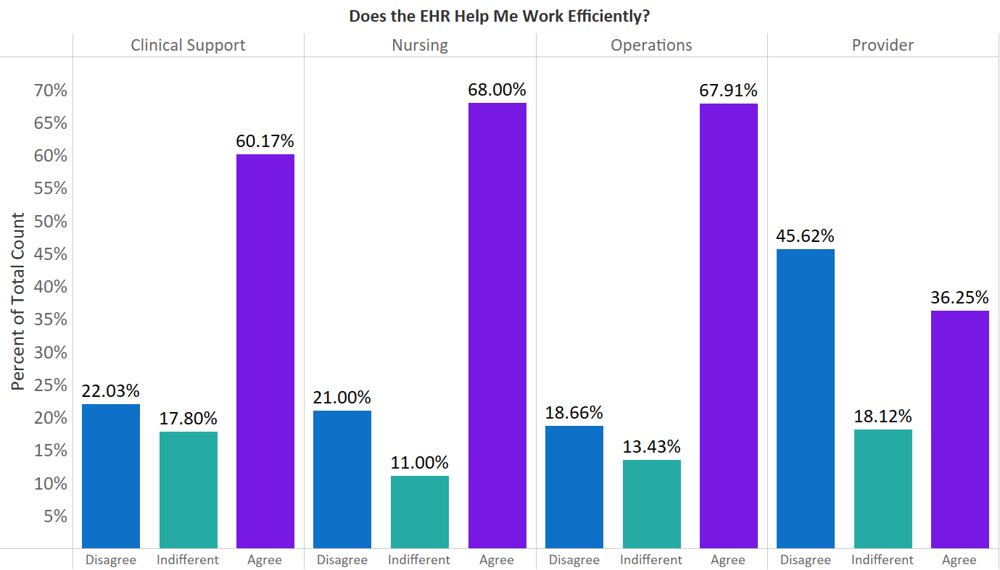 Does the EHR Help Me Work Efficiently?
Clinical Support
Nursing
Operations
Provider
Percent of Total Count
70%
65%
60%
55%
50%
45%
40%
35%
30%
25%
20%
15%
10%
5%
22.03%
17.80%
60.17%
21.00%
11.00%
68.00%
18.66%
13.43%
67.91%
45.62%
18.12%
36.25%
Disagree
Indifferent
Agree
Disagree
Indifferent
Agree
Disagree
Indifferent
Agree
Disagree
Indifferent
Agree